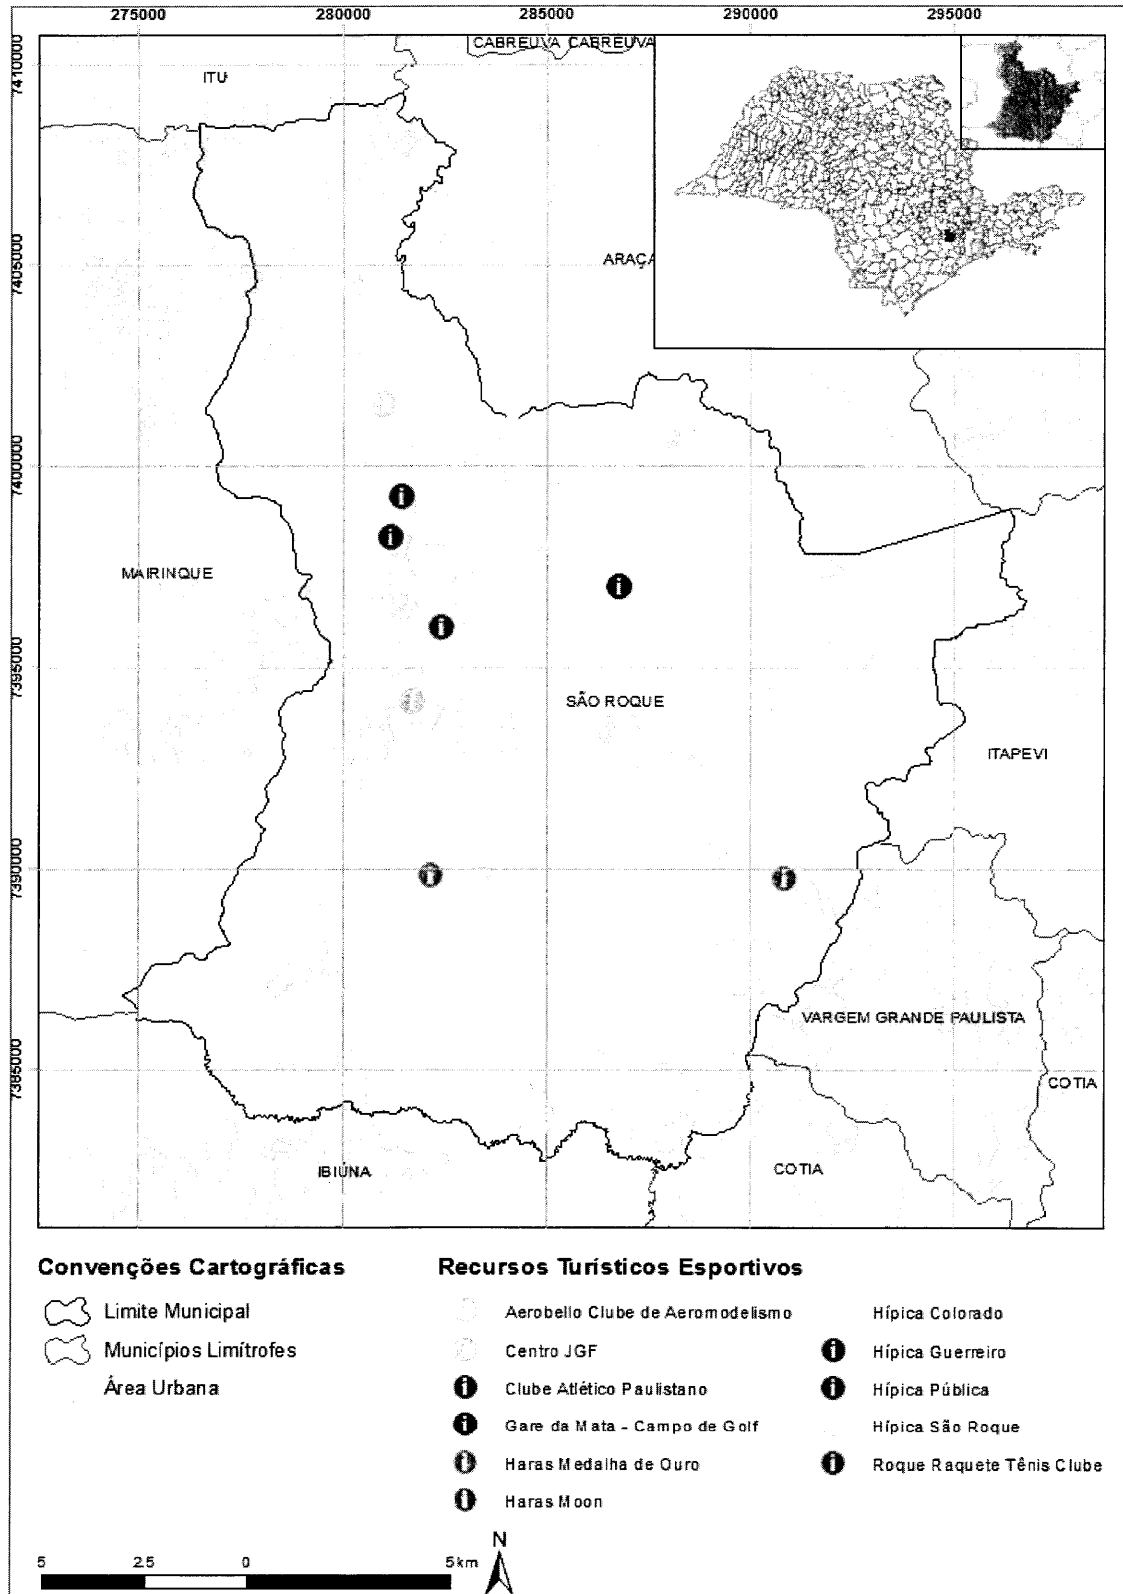 275000 280000 285000 290000 295000
7410000
7405000
7400000
7395000
7390000
7385000
CABREUVA CABREUVA
ITU
ARAÇA
MAIRINQUE
SÃO ROQUE
ITAPEVI
VARGEM GRANDE PAULISTA
COTIA
IBIÚNA
COTIA
Convenções Cartográficas
Limite Municipal
Municípios Limítrofes
Área Urbana
Recursos Turísticos Esportivos
Aerobello Clube de Aeromodelismo
Centro JGF
Clube Atlético Paulistano
Gare da Mata - Campo de Golf
Haras Medalha de Ouro
Haras Moon
Hípica Colorado
Hípica Guerreiro
Hípica Pública
Hípica São Roque
Roque Raquete Tênis Clube
5 2.5 0 5 km
N